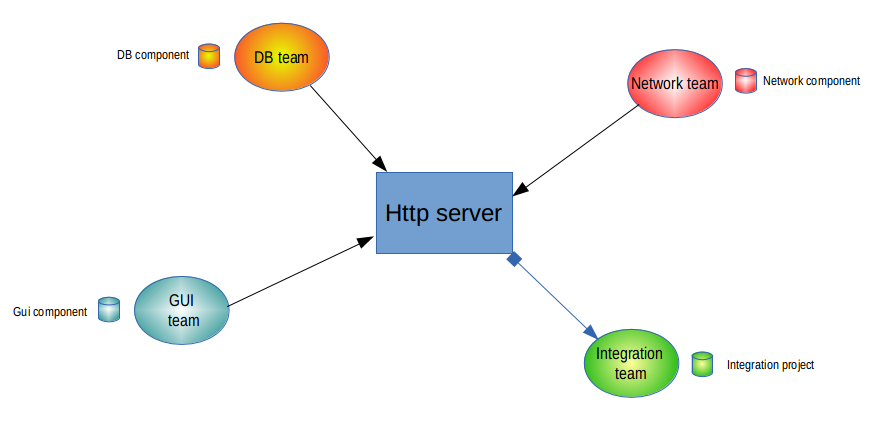 DB component
DB team
Network team
Network component
Http server
Gui component
GUI
team
Integration
team
Integration project